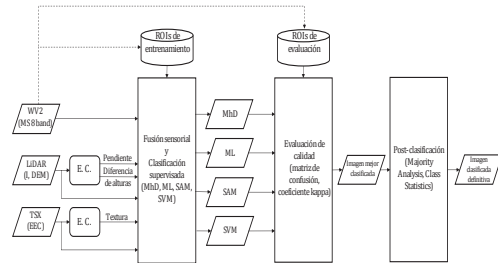 ROIs de
entrenamiento
ROIs de
evaluación
WV2
(MS 8 band)
LiDAR
(I, DEM)
E. C.
Pendiente
Diferencia
de alturas
TSX
(EEC)
E. C.
Textura
Fusión sensorial
y
Clasificación
supervisada
(MhD, ML, SAM,
SVM)
MhD
ML
SAM
SVM
Evaluación de
calidad
(matriz de
confusión,
coeficiente kappa)
Imagen mejor
clasificada
Post-clasificación
(Majority
Analysis, Class
Statistics)
Imagen
clasificada
definitiva